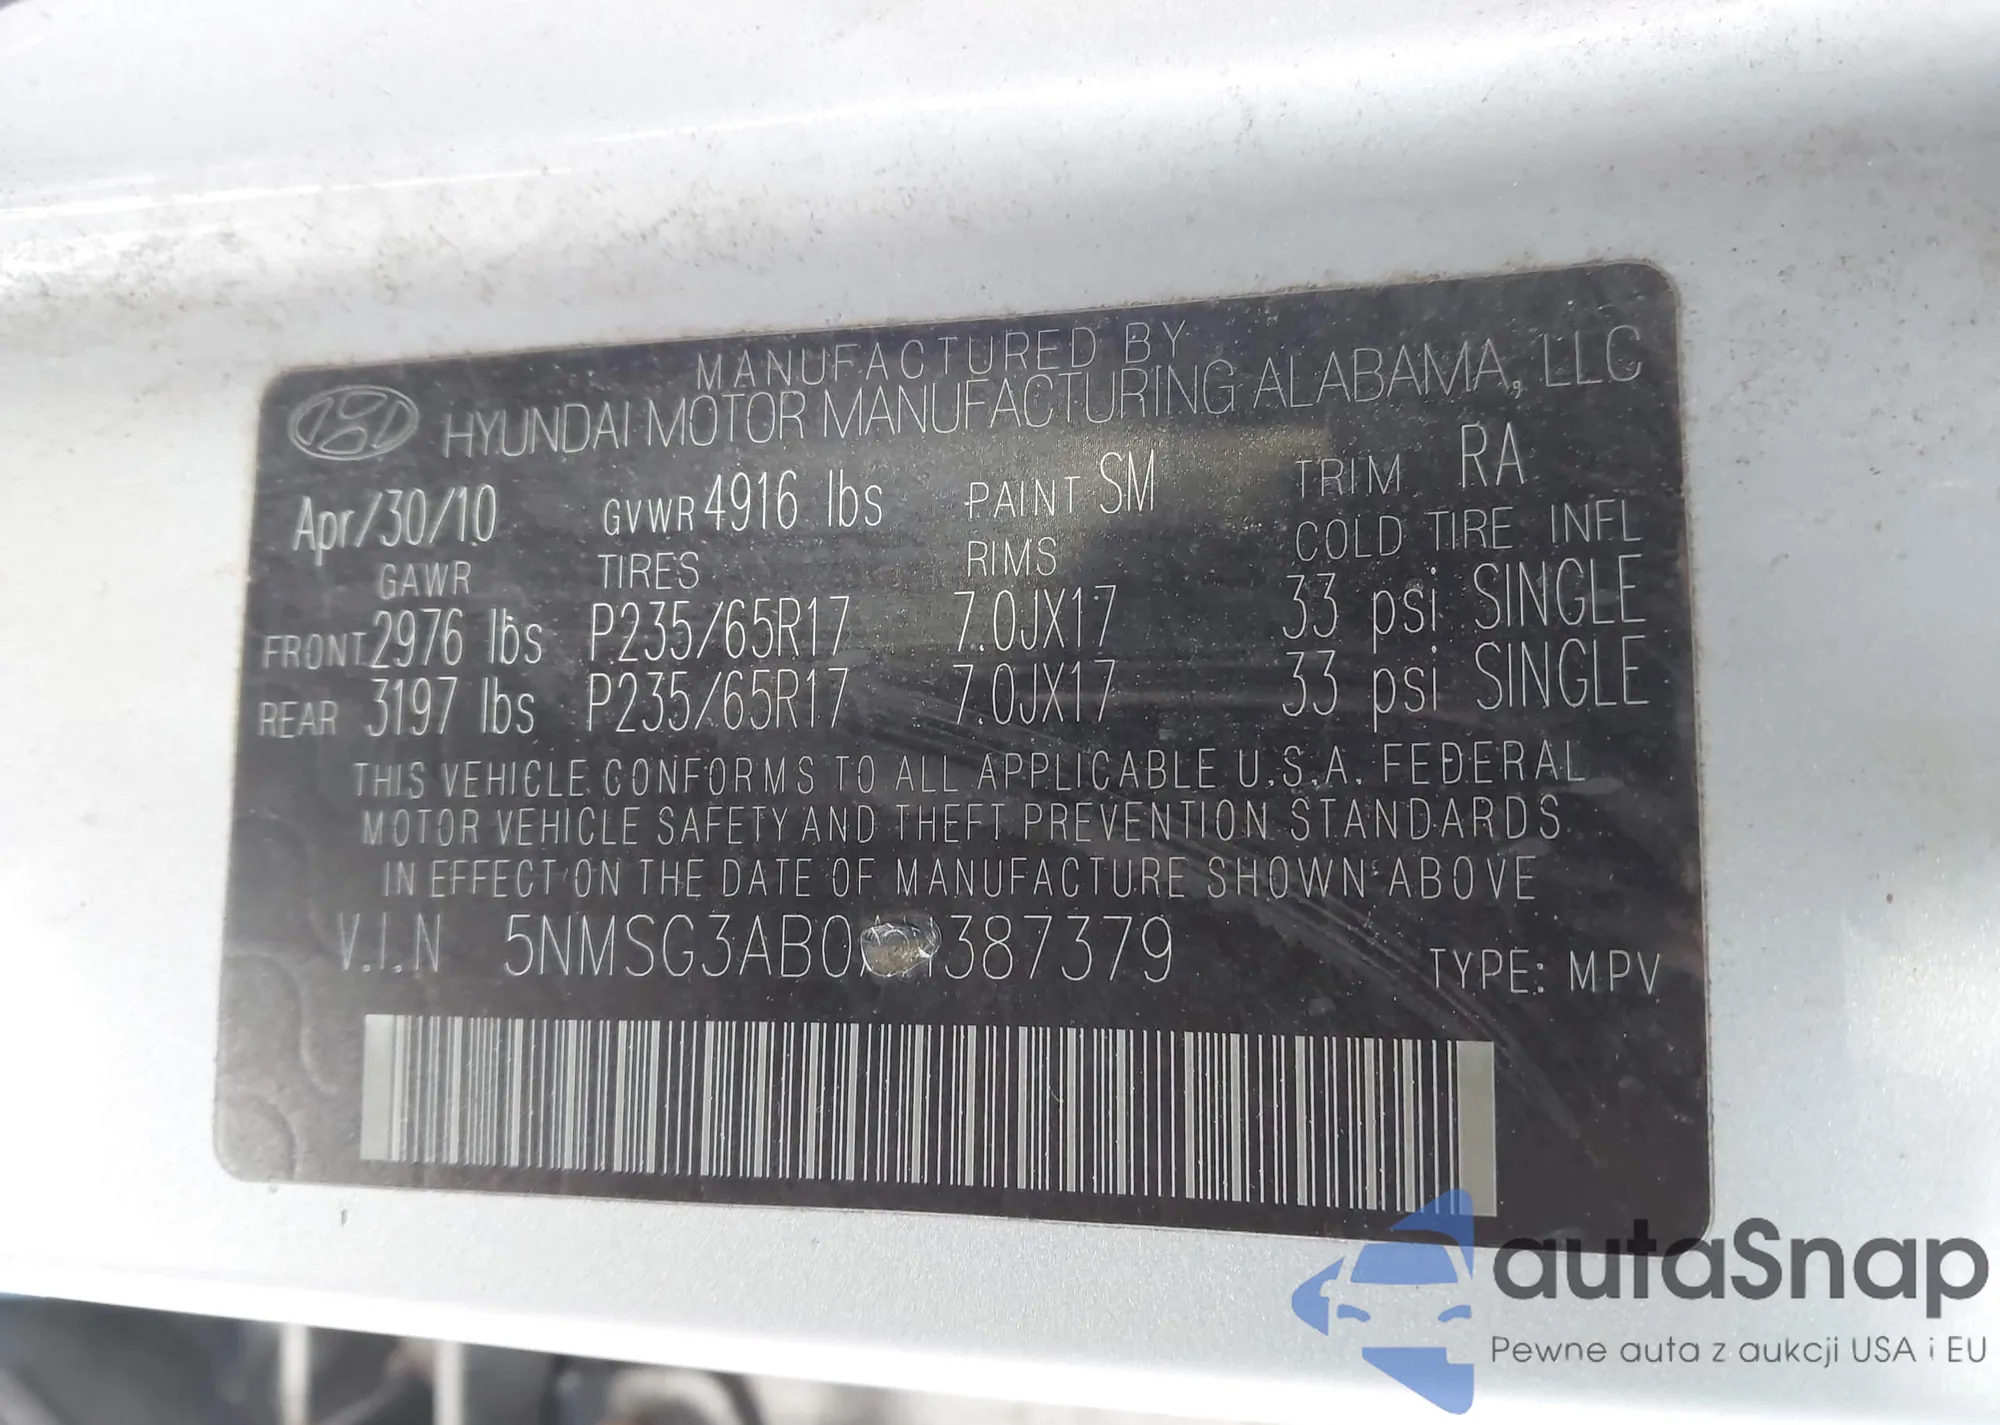 MANUFACTURED BY
HYUNDAI MOTOR MANUFACTURING ALABAMA, LLC
Apr/30/10 GVWR 4916 lbs PAINT SM TRIM RA
GAWR TIRES RIMS COLD TIRE INFL
FRONT 2976 lbs P235/65R17 7.0JX17 33 psi SINGLE
REAR 3197 lbs P235/65R17 7.0JX17 33 psi SINGLE
THIS VEHICLE CONFORMS TO ALL APPLICABLE U.S.A. FEDERAL
MOTOR VEHICLE SAFETY AND THEFT PREVENTION STANDARDS
IN EFFECT ON THE DATE OF MANUFACTURE SHOWN ABOVE
V.I.N
TYPE: MPV
autaSnap
Pewne auta z aukcji USA i EU